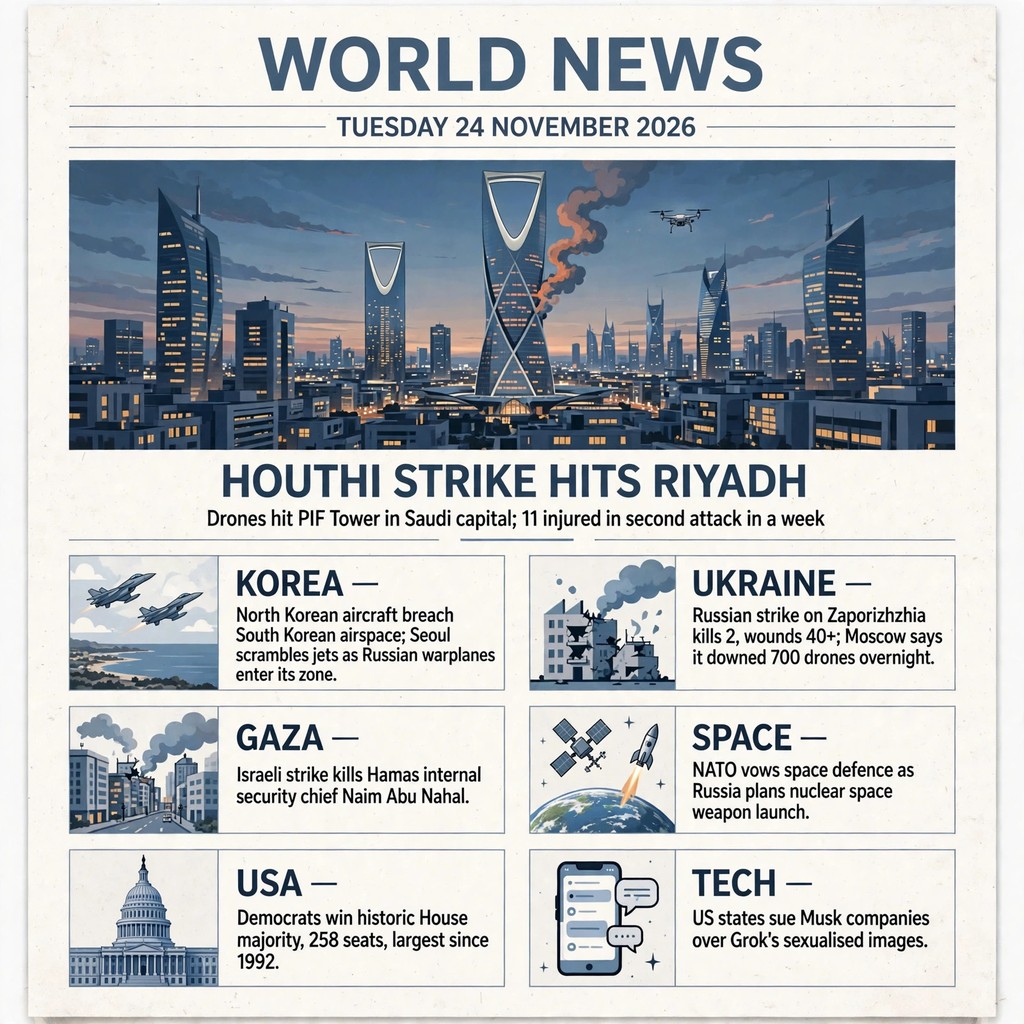 WORLD NEWS
TUESDAY 24 NOVEMBER 2026
HOUTHI STRIKE HITS RIYADH
Drones hit PIF Tower in Saudi capital; 11 injured in second attack in a week
KOREA —
North Korean aircraft breach
South Korean airspace; Seoul
scrambles jets as Russian warplanes
enter its zone.
UKRAINE —
Russian strike on Zaporizhzhia
kills 2, wounds 40+; Moscow says
it downed 700 drones overnight.
GAZA —
Israeli strike kills Hamas internal
security chief Naim Abu Nahal.
SPACE —
NATO vows space defence as
Russia plans nuclear space
weapon launch.
USA —
Democrats win historic House
majority, 258 seats, largest since
1992.
TECH —
US states sue Musk companies
over Grok's sexualised images.